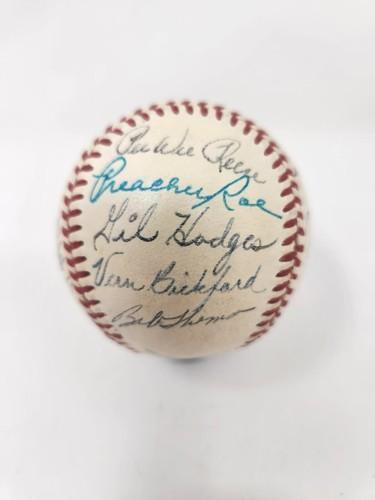 Pee Wee Reese
Preacher Roe
Gil Hodges
Vern Bickford
Bob